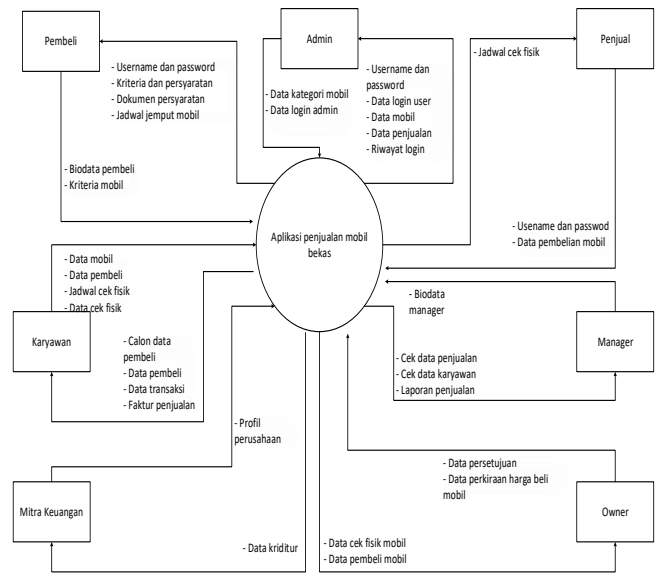 Pembeli
Admin
Penjual
- Username dan password
- Kriteria dan persyaratan
- Dokumen persyaratan
- Jadwal jemput mobil
- Data kategori mobil
- Data login admin
- Username dan
password
- Data login user
- Data mobil
- Data penjualan
- Riwayat login
- Jadwal cek fisik
- Biodata pembeli
- Kriteria mobil
Aplikasi penjualan mobil
bekas
- Usename dan passwod
- Data pembelian mobil
- Data mobil
- Data pembeli
- Jadwal cek fisik
- Data cek fisik
- Biodata
manager
Karyawan
- Calon data
pembeli
- Data pembeli
- Data transaksi
- Faktur penjualan
- Cek data penjualan
- Cek data karyawan
- Laporan penjualan
Manager
- Profil
perusahaan
- Data persetujuan
- Data perkiraan harga beli
mobil
Mitra Keuangan
Owner
- Data kriditur
- Data cek fisik mobil
- Data pembeli mobil